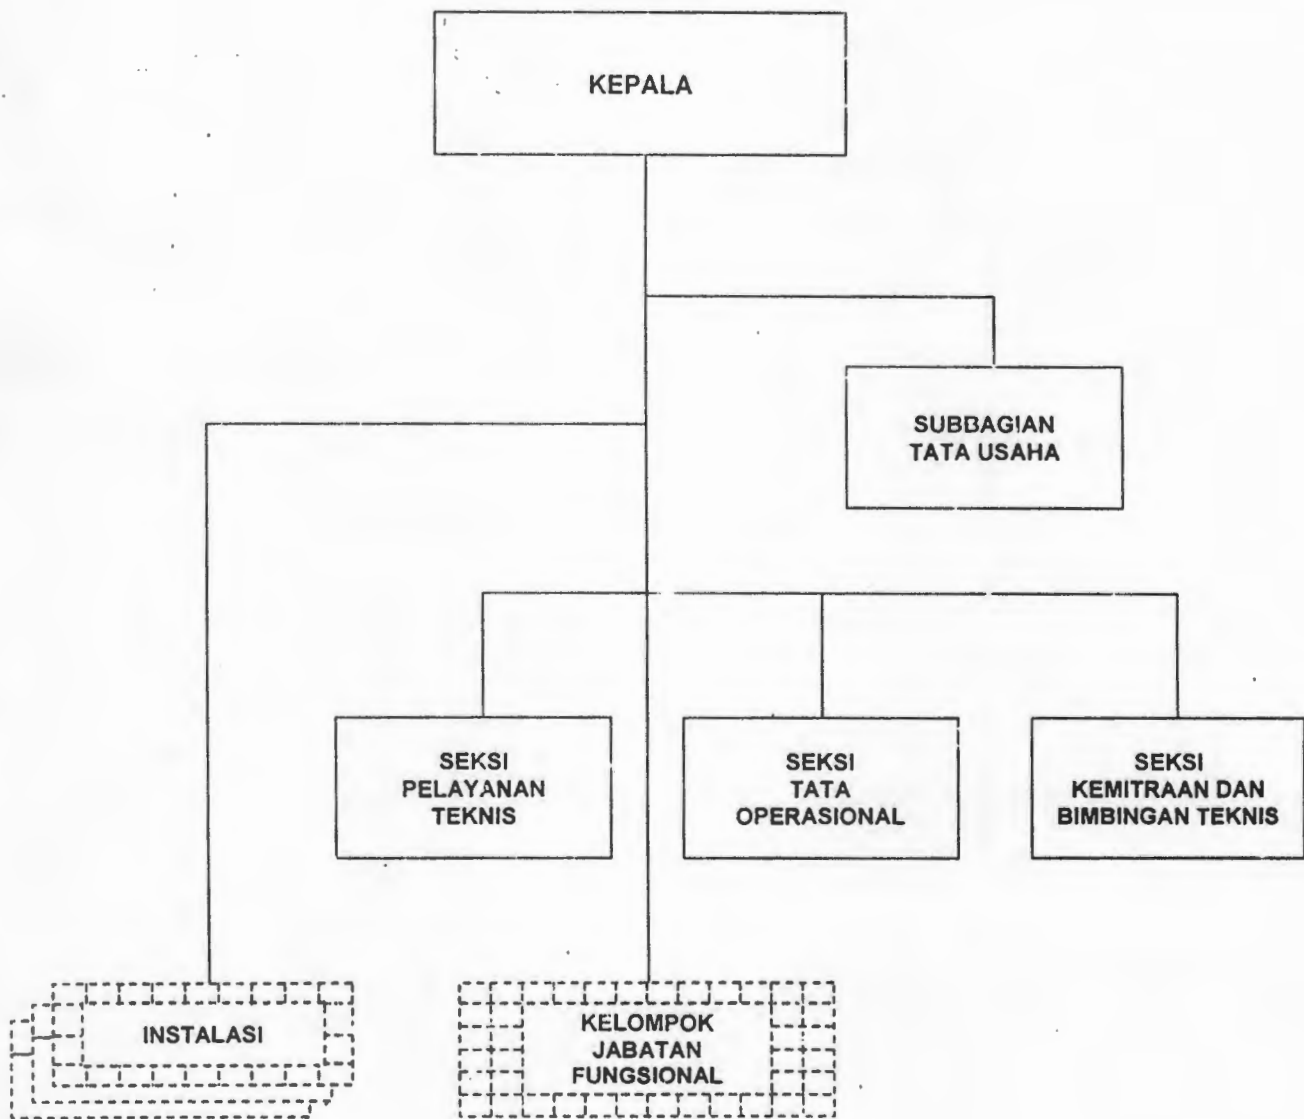 KEPALA
SUBBAGIAN
TATA USAHA
SEKSI
PELAYANAN
TEKNIS
SEKSI
TATA
OPERASIONAL
SEKSI
KEMITRAAN DAN
BIMBINGAN TEKNIS
INSTALASI
KELOMPOK
JABATAN
FUNGSIONAL